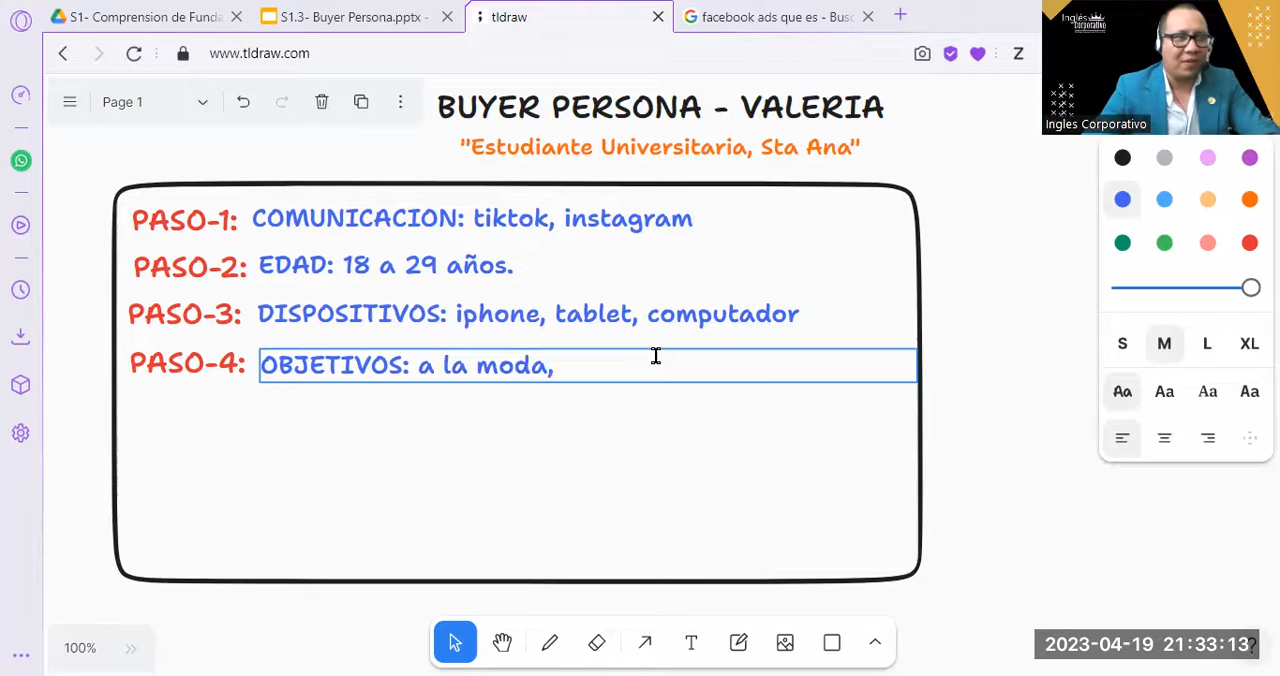 S1- Comprension de Funda
S1.3- Buyer Persona.pptx -
tldraw
facebook ads que es - Busc
www.tldraw.com
Z
Inglés
Corporativo
Ingles Corporativo
Page 1
BUYER PERSONA - VALERIA
"Estudiante Universitaria, Sta Ana"
PASO-1: COMUNICACION: tiktok, instagram
PASO-2: EDAD: 18 a 29 años.
PASO-3: DISPOSITIVOS: iphone, tablet, computador
PASO-4: OBJETIVOS: a la moda,
S M L XL
Aa Aa Aa Aa
100%
T
2023-04-19 21:33:13
?